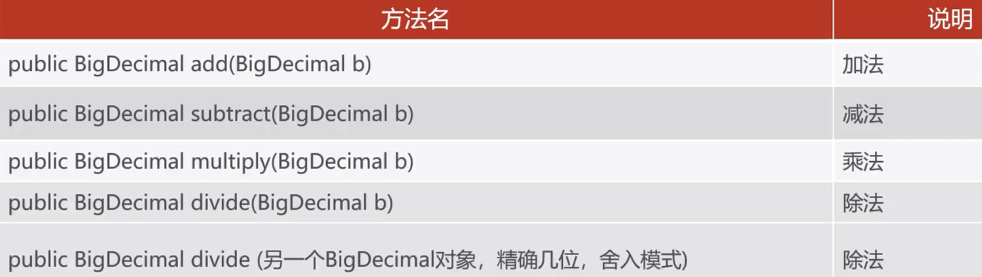 方法名 说明
public BigDecimal add(BigDecimal b) 加法
public BigDecimal subtract(BigDecimal b) 减法
public BigDecimal multiply(BigDecimal b) 乘法
public BigDecimal divide(BigDecimal b) 除法
public BigDecimal divide (另一个BigDecimal对象，精确几位，舍入模式) 除法